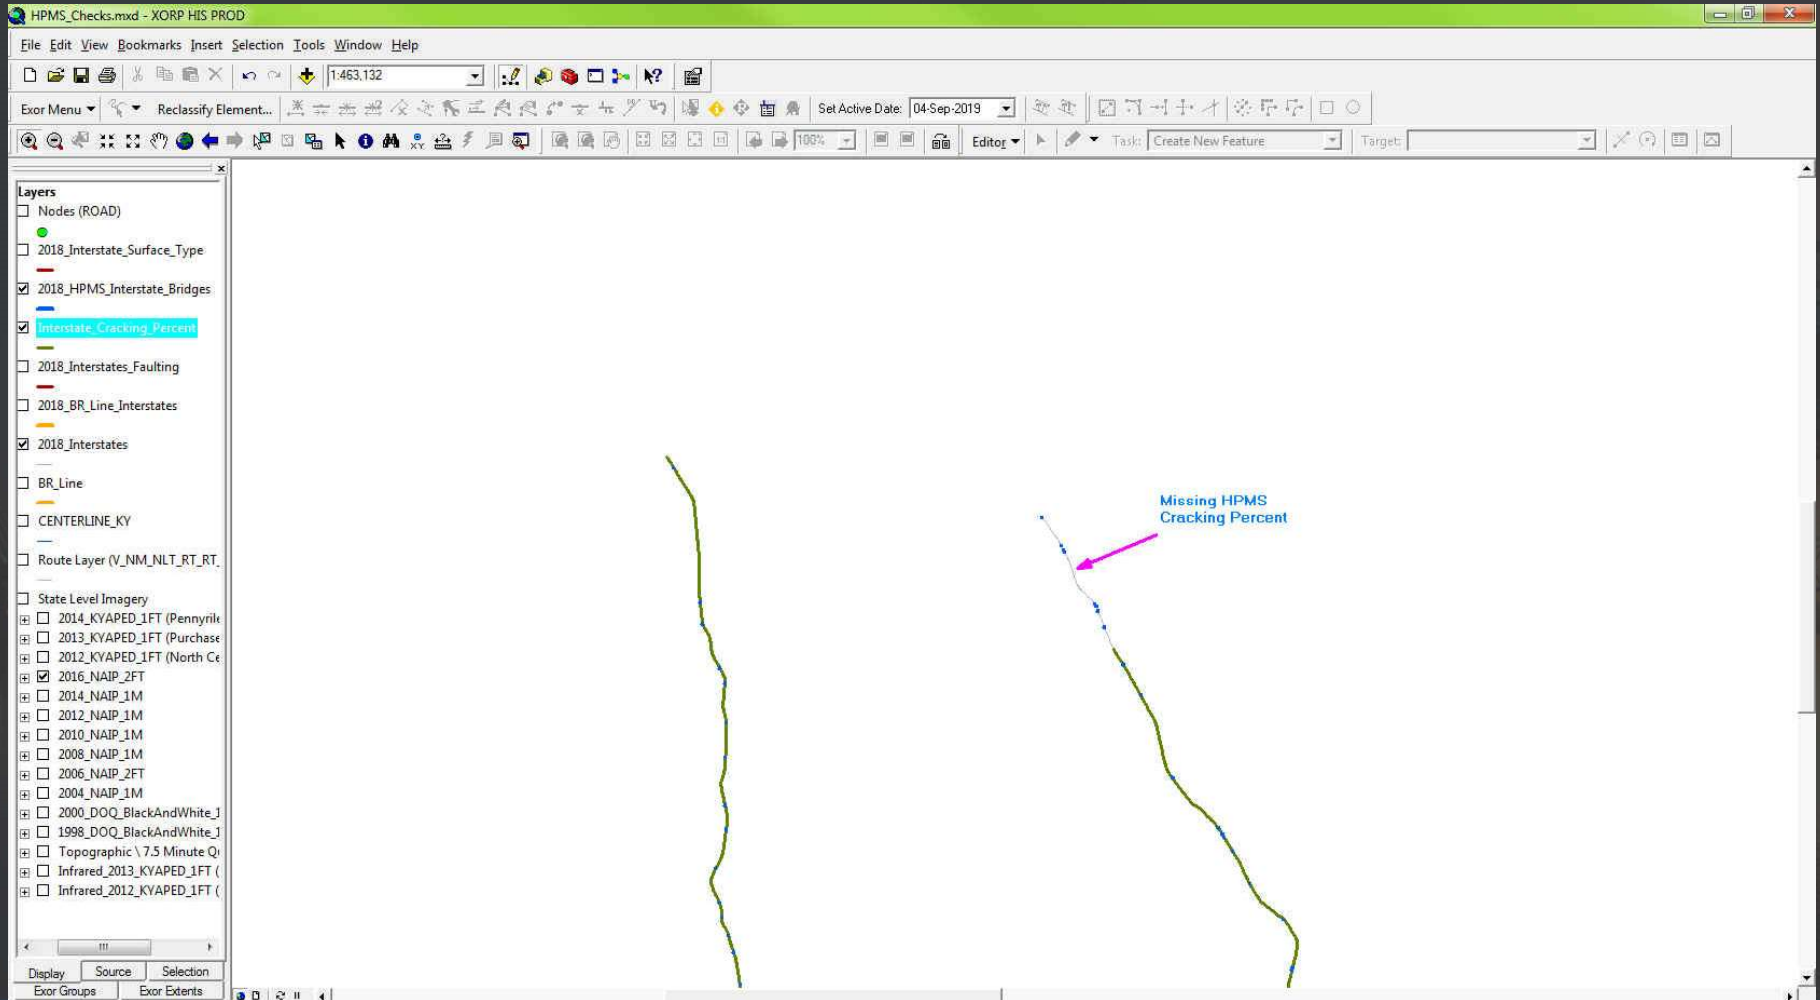 HPMS_Checks.mxd - XORP HIS PROD
File Edit View Bookmarks Insert Selection Tools Window Help
1:463,132
Exor Menu Reclassify Element... Set Active Date: 04-Sep-2019
XY 100% Editor Task: Create New Feature Target:
Layers
Nodes (ROAD)
2018_Interstate_Surface_Type
2018_HPMS_Interstate_Bridges
Interstate_Cracking_Percent
2018_Interstates_Faulting
2018_BR_Line_Interstates
2018_Interstates
BR_Line
CENTERLINE_KY
Route Layer (V_NM_NLT_RT_RT_
State Level Imagery
2014_KYAPED_1FT (Pennyrile
2013_KYAPED_1FT (Purchase
2012_KYAPED_1FT (North Ce
2016_NAIP_2FT
2014_NAIP_1M
2012_NAIP_1M
2010_NAIP_1M
2008_NAIP_1M
2006_NAIP_2FT
2004_NAIP_1M
2000_DOQ_BlackAndWhite_1
1998_DOQ_BlackAndWhite_1
Topographic \ 7.5 Minute Q
Infrared_2013_KYAPED_1FT (
Infrared_2012_KYAPED_1FT (
Display Source Selection
Exor Groups Exor Extents
Missing HPMS
Cracking Percent